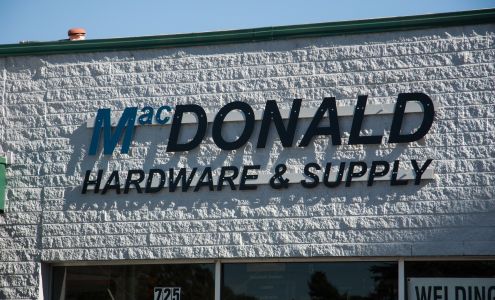 MacDONALD
HARDWARE & SUPPLY
725
WELDING